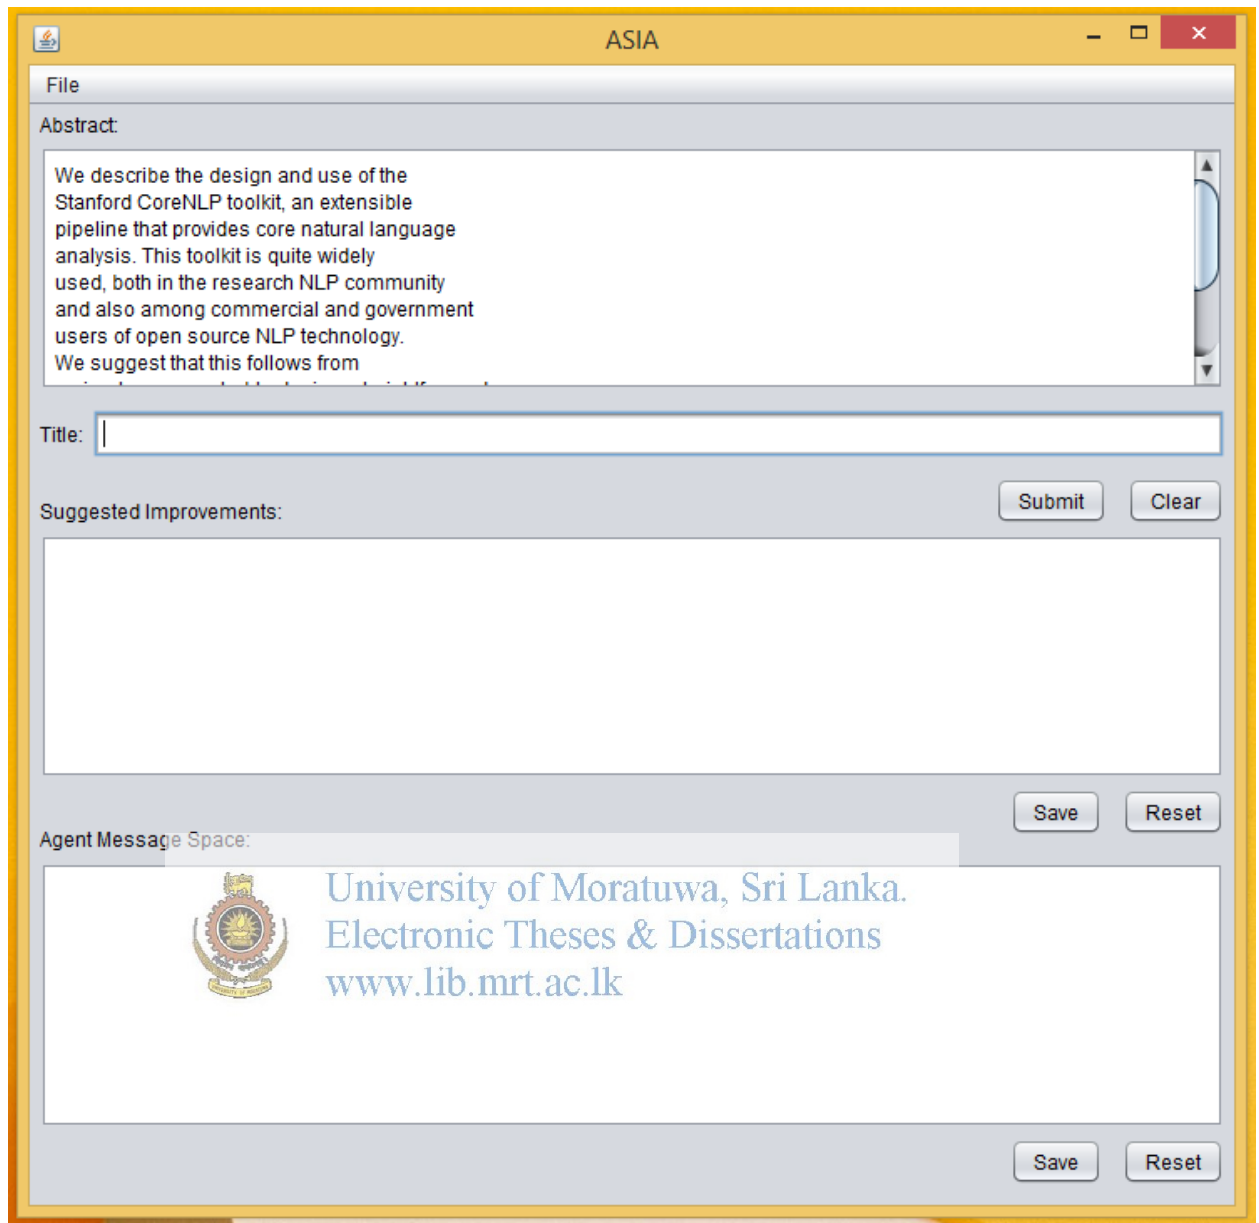 ASIA
File
Abstract:
We describe the design and use of the
Stanford CoreNLP toolkit, an extensible
pipeline that provides core natural language
analysis. This toolkit is quite widely
used, both in the research NLP community
and also among commercial and government
users of open source NLP technology.
We suggest that this follows from
Title:
Submit Clear
Suggested Improvements:
Save Reset
Agent Message Space:
University of Moratuwa, Sri Lanka.
Electronic Theses & Dissertations
www.lib.mrt.ac.lk
Save Reset